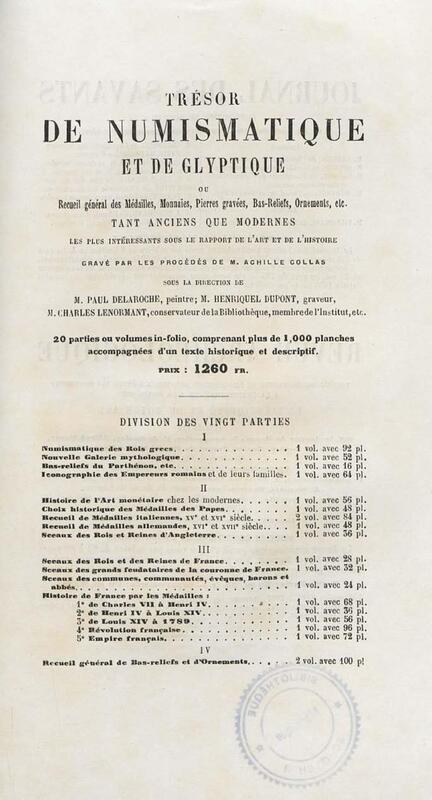 TRÉSOR
DE NUMISMATIQUE
ET DE GLYPTIQUE
OU
Recueil général des Médailles, Monnaies, Pierres gravées, Bas-Reliefs, Ornements, etc.
TANT ANCIENS QUE MODERNES
LES PLUS INTÉRESSANTS SOUS LE RAPPORT DE L'ART ET DE L'HISTOIRE
GRAVÉ PAR LES PROCÉDÉS DE M. ACHILLE COLLAS
SOUS LA DIRECTION DE
M. PAUL DELAROCHE, peintre; M. HENRIQUEL DUPONT, graveur,
M. CHARLES LENORMANT, conservateur de la Bibliothèque, membre de l'Institut, etc.
20 parties ou volumes in-folio, comprenant plus de 1,000 planches
accompagnées d'un texte historique et descriptif.
PRIX : 1260 FR.
DIVISION DES VINGT PARTIES
I
Numismatique des Rois grecs. . . . . . . . . . . . . 1 vol. avec 92 pl.
Nouvelle Galerie mythologique. . . . . . . . . . . . 1 vol. avec 52 pl.
Bas-reliefs du Parthénon, etc. . . . . . . . . . . . 1 vol. avec 16 pl.
Iconographie des Empereurs romains et de leurs familles. 1 vol. avec 64 pl.
II
Histoire de l'Art monétaire chez les modernes. . . . . . 1 vol. avec 56 pl.
Choix historique des Médailles des Papes. . . . . . . 1 vol. avec 48 pl.
Recueil de Médailles italiennes, XVe et XVIe siècle. . . . 2 vol. avec 84 pl.
Recueil de Médailles allemandes, XVIe et XVIIe siècle. . . . 1 vol. avec 48 pl.
Sceaux des Rois et Reines d'Angleterre. . . . . . . . 1 vol. avec 36 pl.
III
Sceaux des Rois et des Reines de France. . . . . . . . 1 vol. avec 28 pl.
Sceaux des grands feudataires de la couronne de France. 1 vol. avec 32 pl.
Sceaux des communes, communautés, évêques, barons et
abbés. . . . . . . . . . . . . . . . . . . . 1 vol. avec 24 pl.
Histoire de France par les Médailles :
1° de Charles VII à Henri IV. . . . . . . . . . 1 vol. avec 68 pl.
2° de Henri IV à Louis XIV. . . . . . . . . . . 1 vol. avec 36 pl.
3° de Louis XIV à 1789. . . . . . . . . . . . 1 vol. avec 56 pl.
4° Révolution française. . . . . . . . . . . . 1 vol. avec 96 pl.
5° Empire français. . . . . . . . . . . . . . 1 vol. avec 72 pl.
IV
Recueil général de Bas-reliefs et d'Ornements. . . . . . 2 vol. avec 100 pl